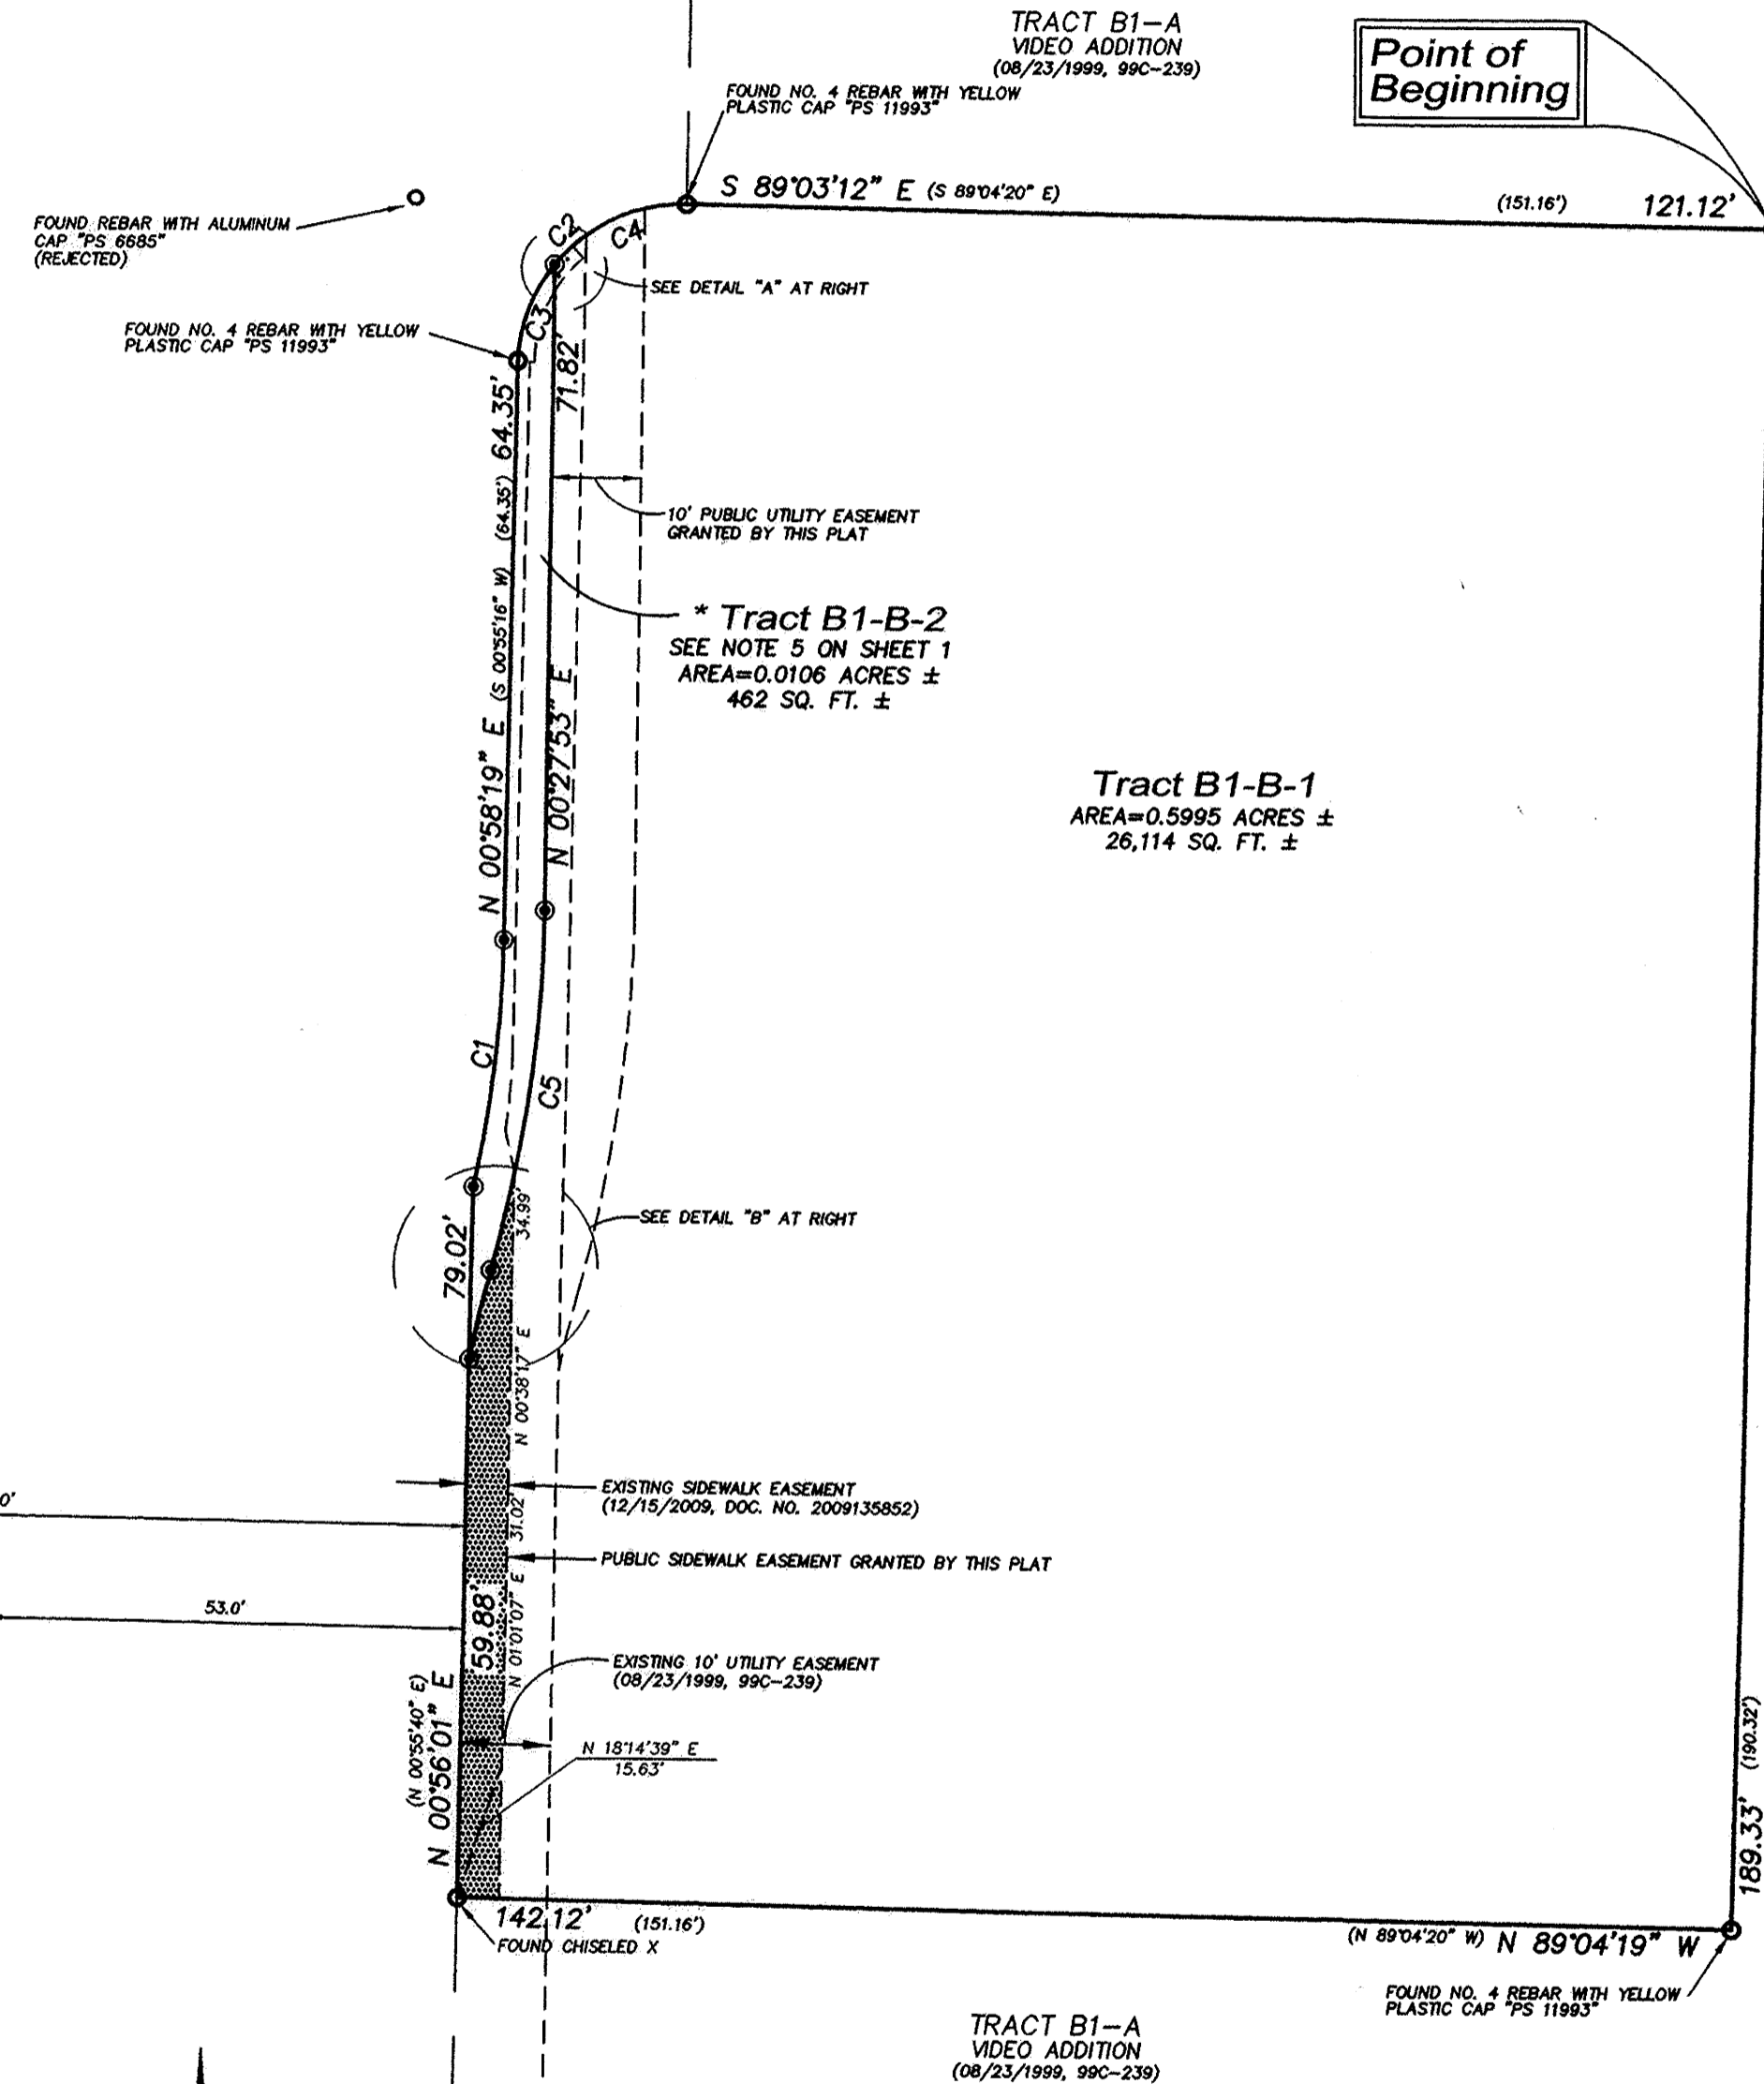 TRACT B1-A
VIDEO ADDITION
(08/23/1999, 99C-239)
Point of
Beginning
FOUND NO. 4 REBAR WITH YELLOW
PLASTIC CAP "PS 11993"
S 89°03'12" E (S 89°04'20" E)
(151.16')
121.12'
FOUND REBAR WITH ALUMINUM
CAP "PS 6685"
(REJECTED)
C2
C4
SEE DETAIL "A" AT RIGHT
C3
FOUND NO. 4 REBAR WITH YELLOW
PLASTIC CAP "PS 11993"
N 00°58'19" E (S 00°55'16" W) (64.35') 64.35'
71.82'
N 00°27'53" E
10' PUBLIC UTILITY EASEMENT
GRANTED BY THIS PLAT
* Tract B1-B-2
SEE NOTE 5 ON SHEET 1
AREA=0.0106 ACRES ±
462 SQ. FT. ±
Tract B1-B-1
AREA=0.5995 ACRES ±
26,114 SQ. FT. ±
C1
C5
SEE DETAIL "B" AT RIGHT
79.02'
34.99'
N 00°38'17" E
EXISTING SIDEWALK EASEMENT
(12/15/2009, DOC. NO. 2009135852)
0'
N 01°01'07" E 31.02'
PUBLIC SIDEWALK EASEMENT GRANTED BY THIS PLAT
53.0'
59.88'
EXISTING 10' UTILITY EASEMENT
(08/23/1999, 99C-239)
(N 00°55'40" E)
N 00°56'01" E
N 18°14'39" E
15.63'
189.33' (190.32')
142.12' (151.16')
FOUND CHISELED X
(N 89°04'20" W) N 89°04'19" W
FOUND NO. 4 REBAR WITH YELLOW
PLASTIC CAP "PS 11993"
TRACT B1-A
VIDEO ADDITION
(08/23/1999, 99C-239)